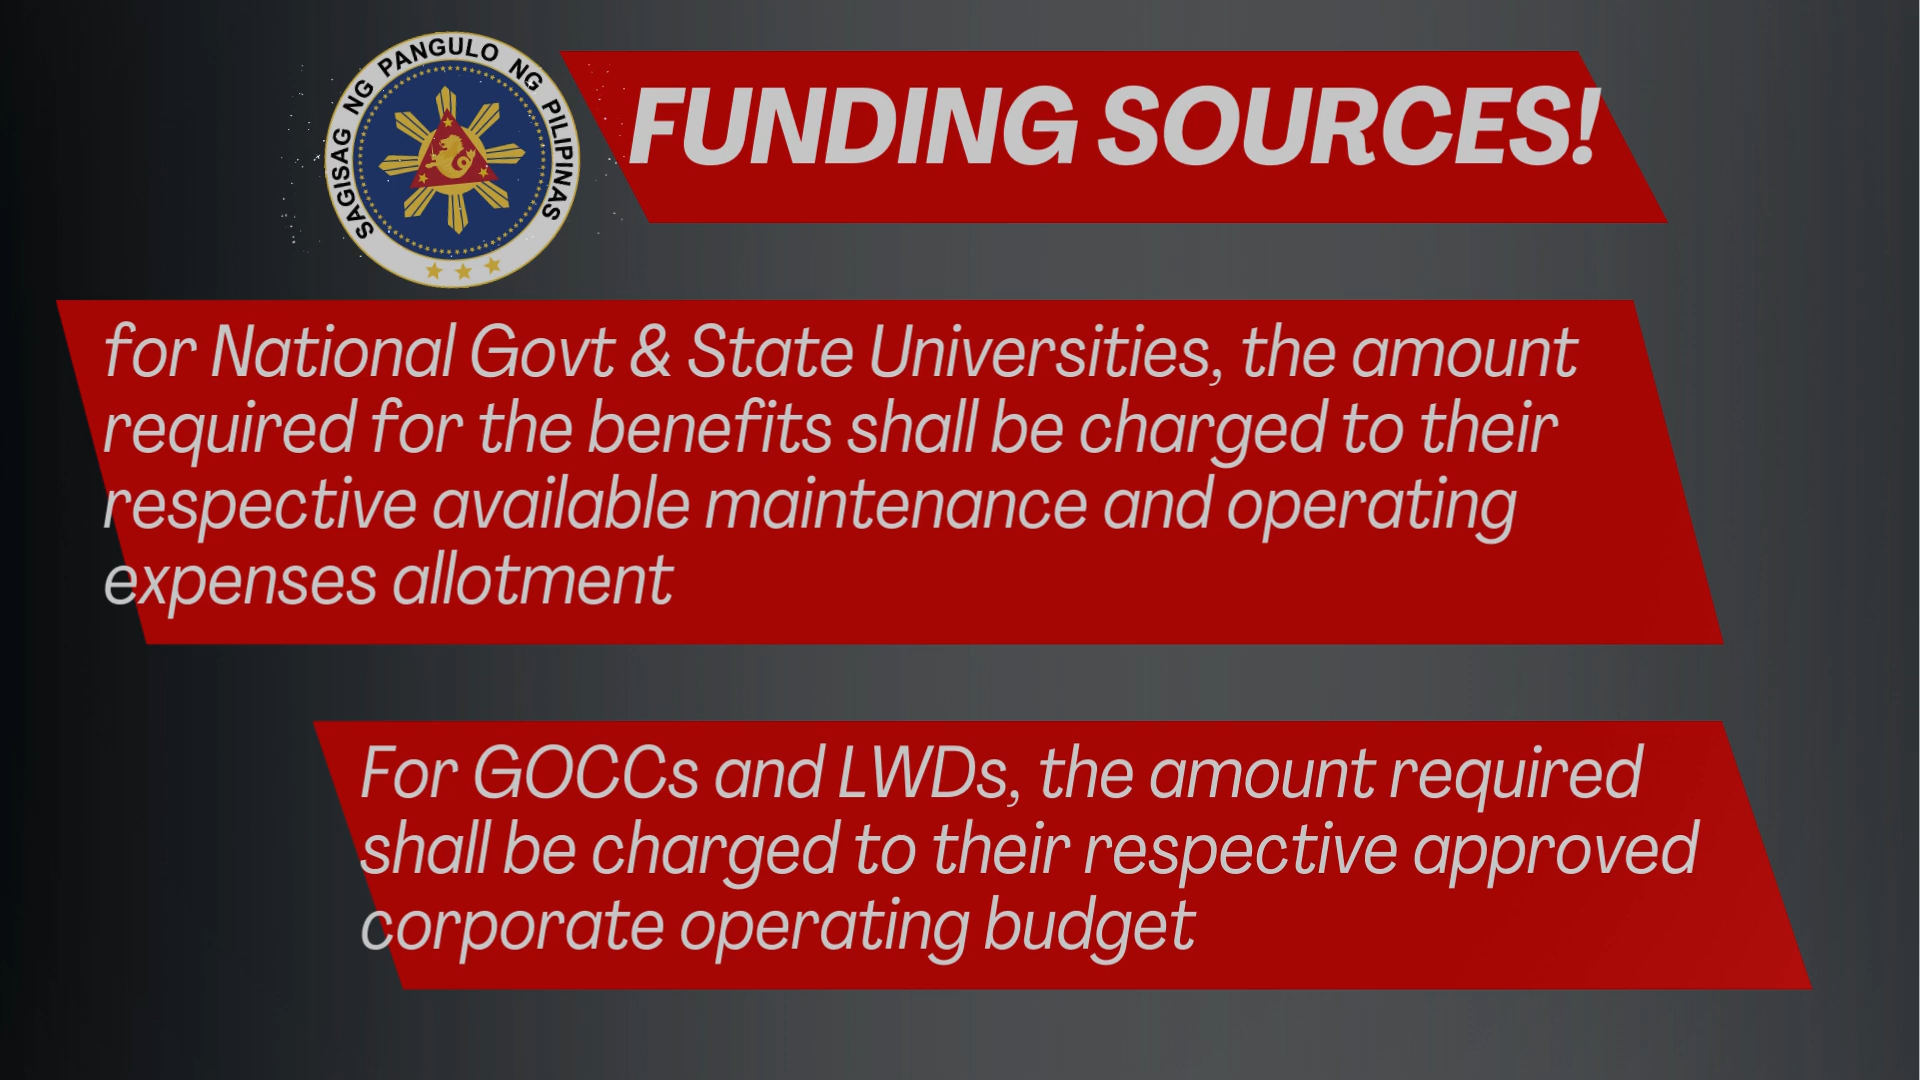 SAGISAG NG PANGULO NG PILIPINAS
FUNDING SOURCES!
for National Govt & State Universities, the amount
required for the benefits shall be charged to their
respective available maintenance and operating
expenses allotment
For GOCCs and LWDs, the amount required
shall be charged to their respective approved
corporate operating budget